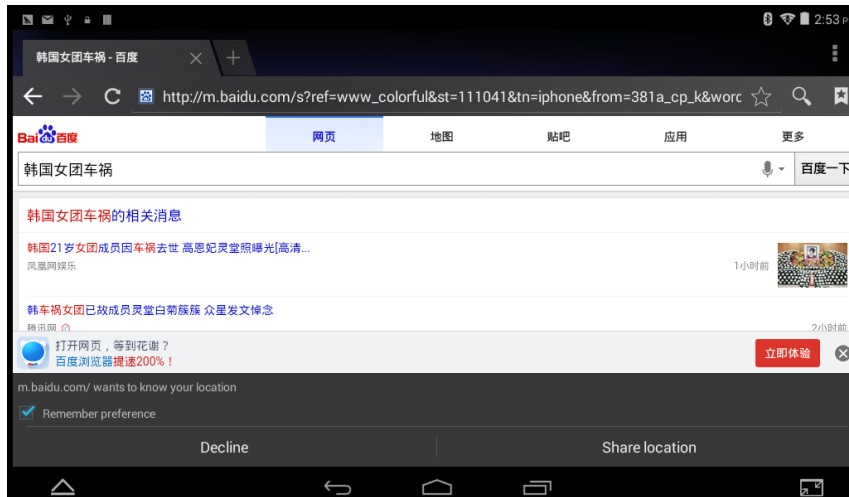 2:53 P
韩国女团车祸 - 百度
http://m.baidu.com/s?ref=www_colorful&st=111041&tn=iphone&from=381a_cp_k&word
Bai百度 网页 地图 贴吧 应用 更多
韩国女团车祸 百度一下
韩国女团车祸的相关消息
韩国21岁女团成员因车祸去世 高恩妃灵堂照曝光[高清...
凤凰网娱乐 1小时前
韩车祸女团已故成员灵堂白菊簇簇 众星发文悼念
腾讯网 2小时前
打开网页，等到花谢？
百度浏览器提速200%！
立即体验
m.baidu.com/ wants to know your location
Remember preference
Decline Share location